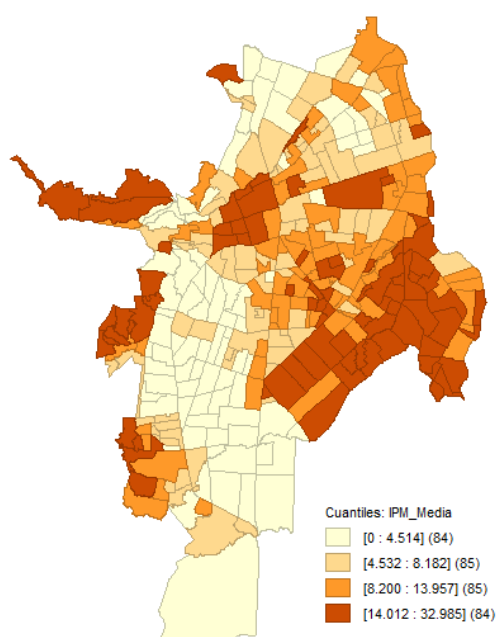 Cuantiles: IPM_Media
[0 : 4.514] (84)
[4.532 : 8.182] (85)
[8.200 : 13.957] (85)
[14.012 : 32.985] (84)